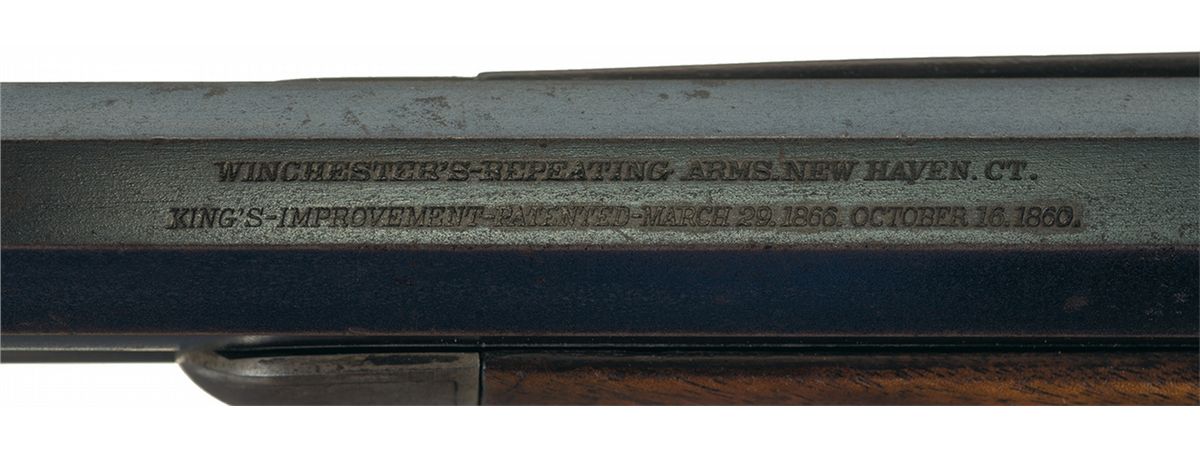 WINCHESTER'S-REPEATING ARMS.NEW HAVEN.CT.
KING'S-IMPROVEMENT-PATENTED-MARCH 29.1866. OCTOBER 16.1860.